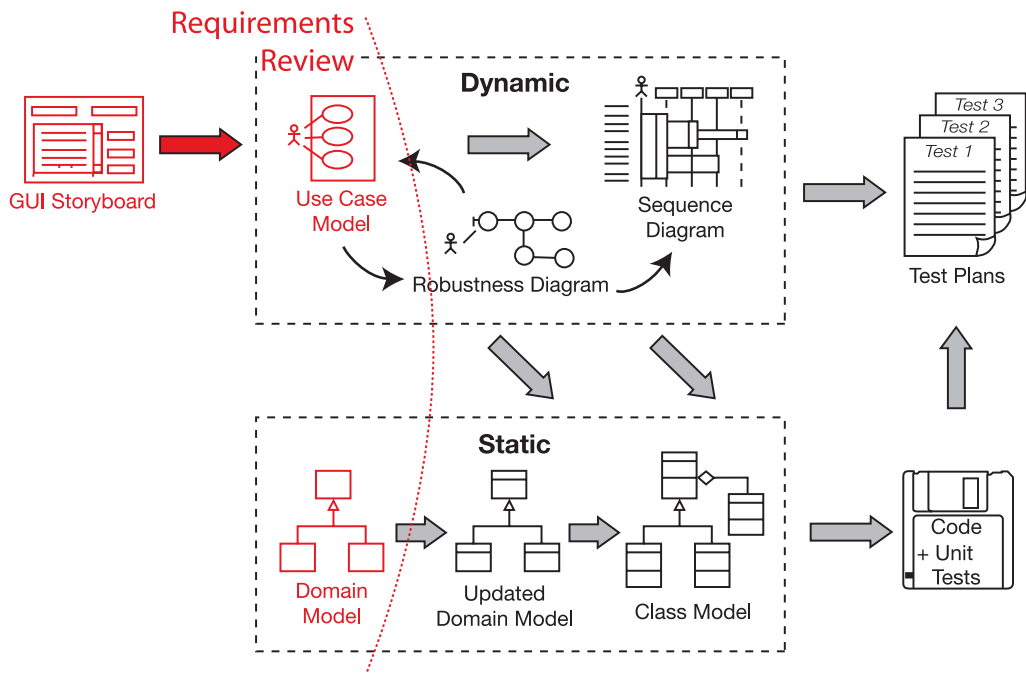 Requirements
Review
Dynamic
GUI Storyboard
Use Case
Model
Robustness Diagram
Sequence
Diagram
Test 3
Test 2
Test 1
Test Plans
Static
Domain
Model
Updated
Domain Model
Class Model
Code
+ Unit
Tests